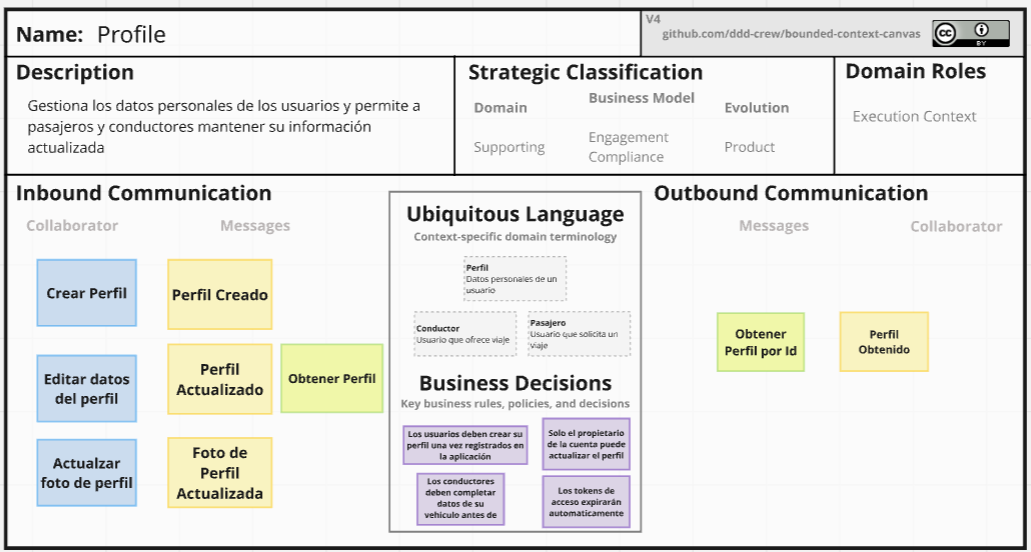 Name: Profile
V4
github.com/ddd-crew/bounded-context-canvas
cc
BY
Description
Gestiona los datos personales de los usuarios y permite a
pasajeros y conductores mantener su información
actualizada
Strategic Classification
Domain
Business Model
Evolution
Supporting
Engagement
Compliance
Product
Domain Roles
Execution Context
Inbound Communication
Collaborator
Messages
Crear Perfil
Perfil Creado
Editar datos
del perfil
Perfil
Actualizado
Obtener Perfil
Actualzar
foto de perfil
Foto de
Perfil
Actualizada
Ubiquitous Language
Context-specific domain terminology
Perfil
Datos personales de un
usuario
Conductor
Usuario que ofrece viaje
Pasajero
Usuario que solicita un
viaje
Business Decisions
Key business rules, policies, and decisions
Los usuarios deben crear su
perfil una vez registrados en
la aplicación
Solo el propietario
de la cuenta puede
actualizar el perfil
Los conductores
deben completar
datos de su
vehiculo antes de
Los tokens de
acceso expirarán
automaticamente
Outbound Communication
Messages
Collaborator
Obtener
Perfil por Id
Perfil
Obtenido